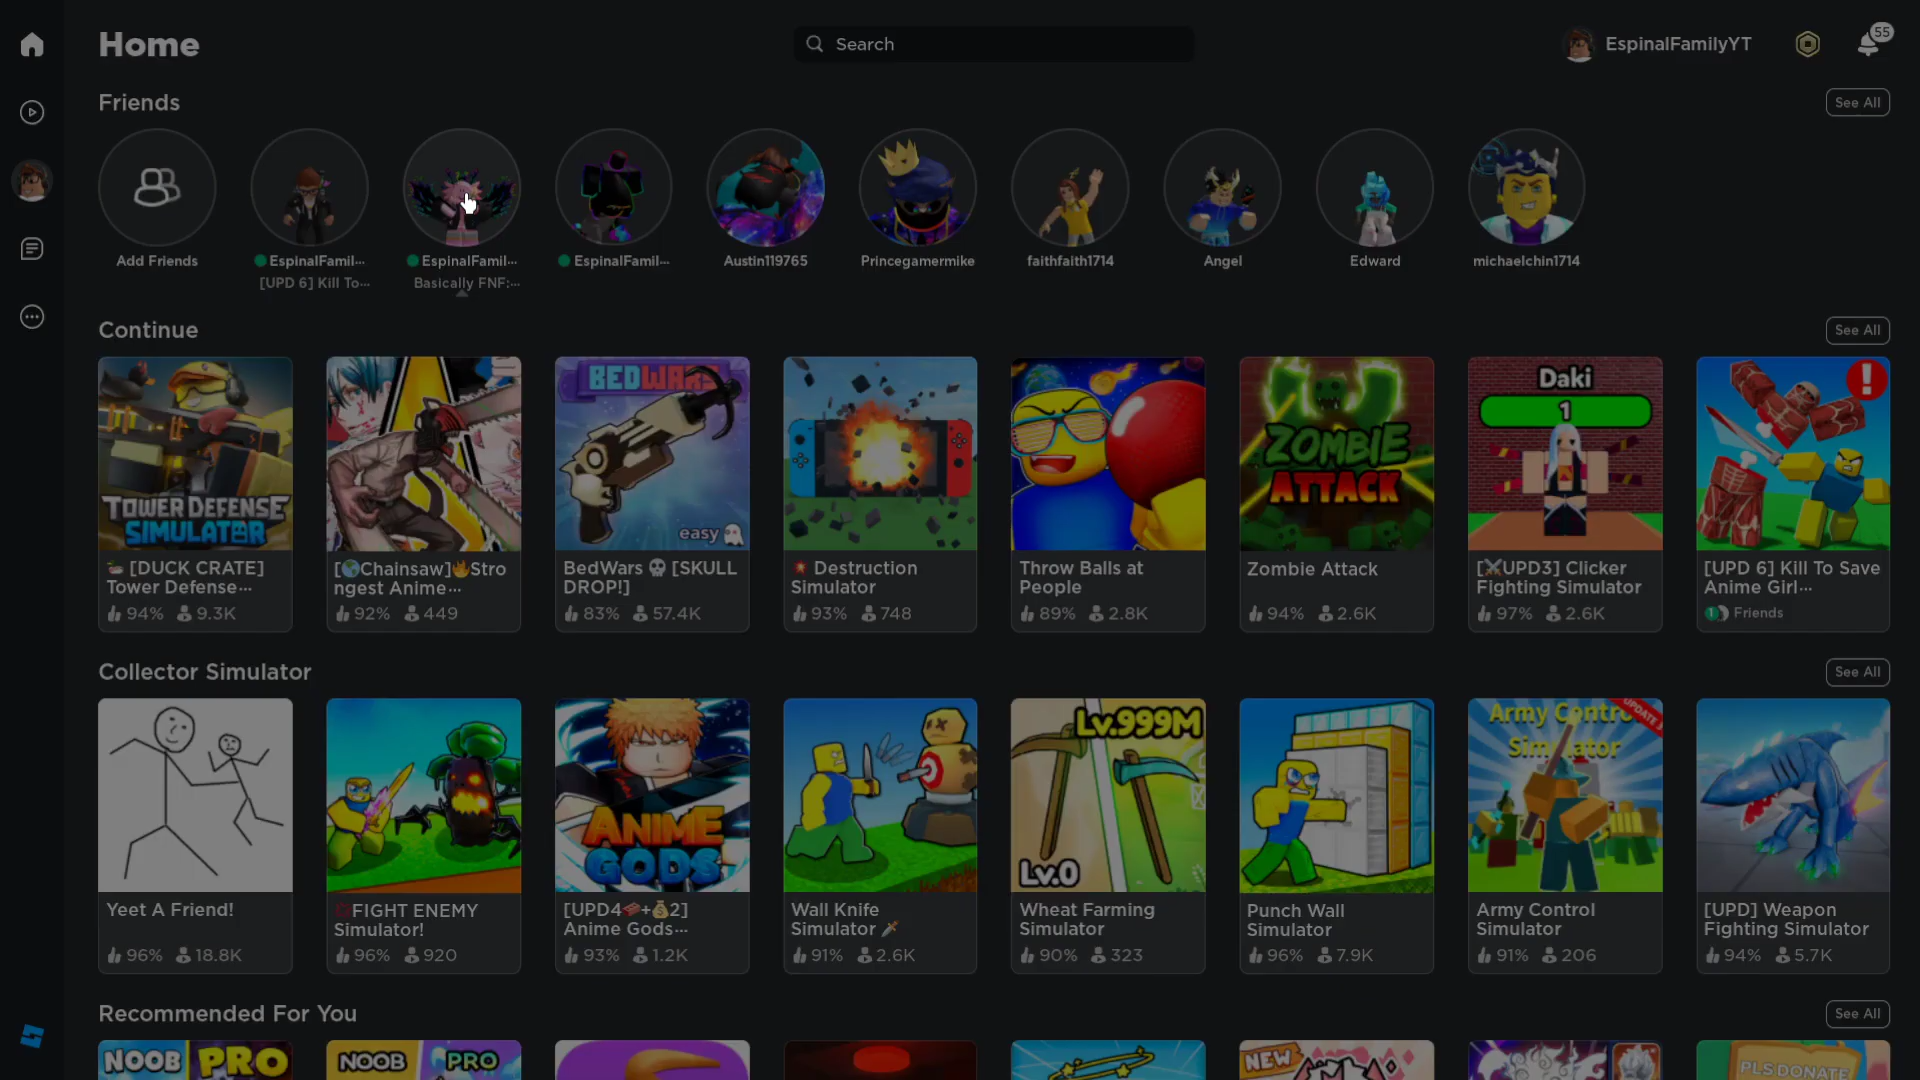 Home
Search
EspinalFamilyYT
55
Friends
See All
Add Friends
EspinalFamil...
[UPD 6] Kill To...
EspinalFamil...
Basically FNF:...
EspinalFamil...
Austin119765
Princegamermike
faithfaith1714
Angel
Edward
michaelchin1714
Continue
See All
TOWER DEFENSE
SIMULATOR
BEDWARS
easy
ZOMBIE
ATTACK
Daki
1
!
🦆 [DUCK CRATE]
Tower Defense...
94% 9.3K
[🌎Chainsaw]🔥Stro
ngest Anime...
92% 449
BedWars 💀 [SKULL
DROP!]
83% 57.4K
💥 Destruction
Simulator
93% 748
Throw Balls at
People
89% 2.8K
Zombie Attack
94% 2.6K
[⚔️UPD3] Clicker
Fighting Simulator
97% 2.6K
[UPD 6] Kill To Save
Anime Girl...
1 Friends
Collector Simulator
See All
ANIME
GODS
Lv.999M
Lv.0
Army Control
Simulator
UPDATE
Yeet A Friend!
96% 18.8K
💥FIGHT ENEMY
Simulator!
96% 920
[UPD4🧱+💰2]
Anime Gods...
93% 1.2K
Wall Knife
Simulator 🗡️
91% 2.6K
Wheat Farming
Simulator
90% 323
Punch Wall
Simulator
96% 7.9K
Army Control
Simulator
91% 206
[UPD] Weapon
Fighting Simulator
94% 5.7K
Recommended For You
See All
NOOB PRO
NOOB PRO
NEW
PLS DONATE